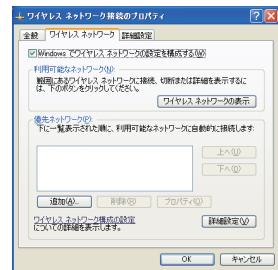 ワイヤレス ネットワーク接続のプロパティ
全般
ワイヤレス ネットワーク
詳細設定
Windows でワイヤレス ネットワークの設定を構成する(W)
利用可能なネットワーク(N):
範囲にあるワイヤレス ネットワークに接続、切断または詳細を表示するに
は、下のボタンをクリックしてください。
ワイヤレス ネットワークの表示
優先ネットワーク(P):
下に一覧表示された順に、利用可能なネットワークに自動的に接続します:
上へ(U)
下へ(D)
追加(A)...
削除(R)
プロパティ(O)
ワイヤレス ネットワーク構成の設定
についての詳細を表示します。
詳細設定(V)
OK
キャンセル